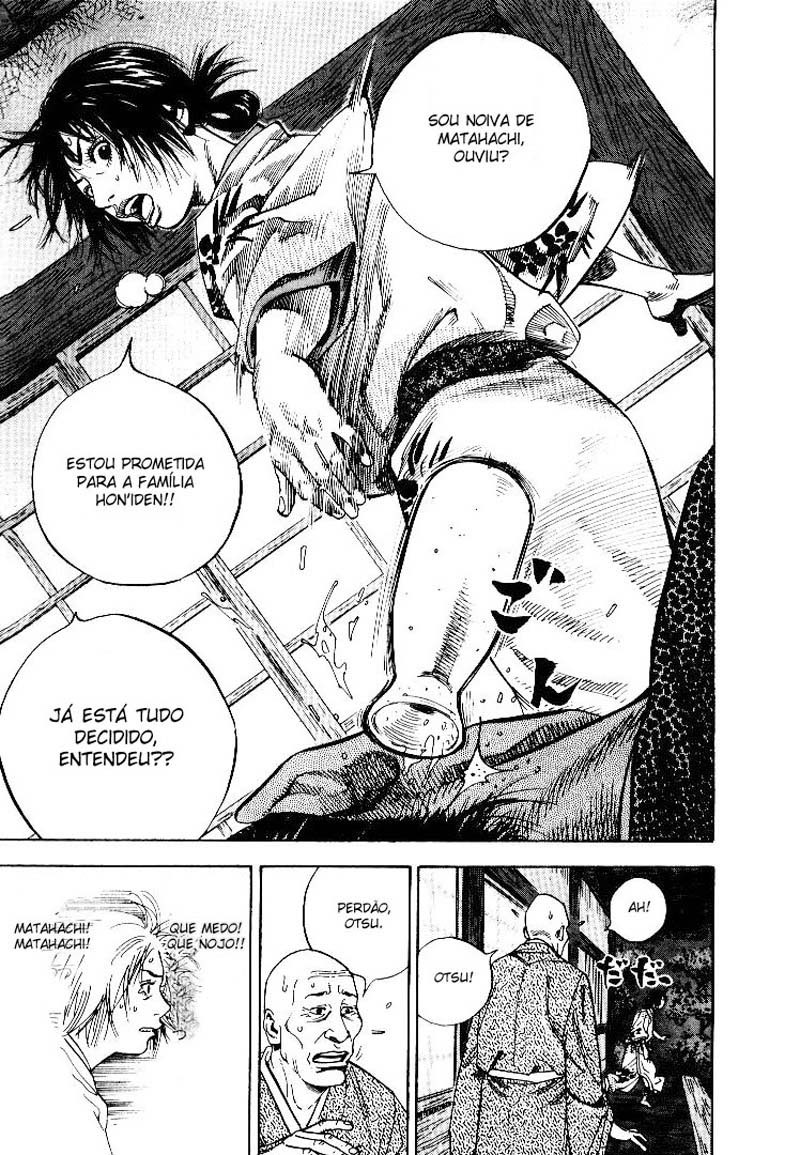 SOU NOIVA DE
MATAHACHI,
OUVIU?
ESTOU PROMETIDA
PARA A FAMÍLIA
HON'IDEN!!
JÁ ESTÁ TUDO
DECIDIDO,
ENTENDEU??
AH!
OTSU!
PERDÃO,
OTSU.
QUE MEDO!
QUE NOJO!!
MATAHACHI!
MATAHACHI!